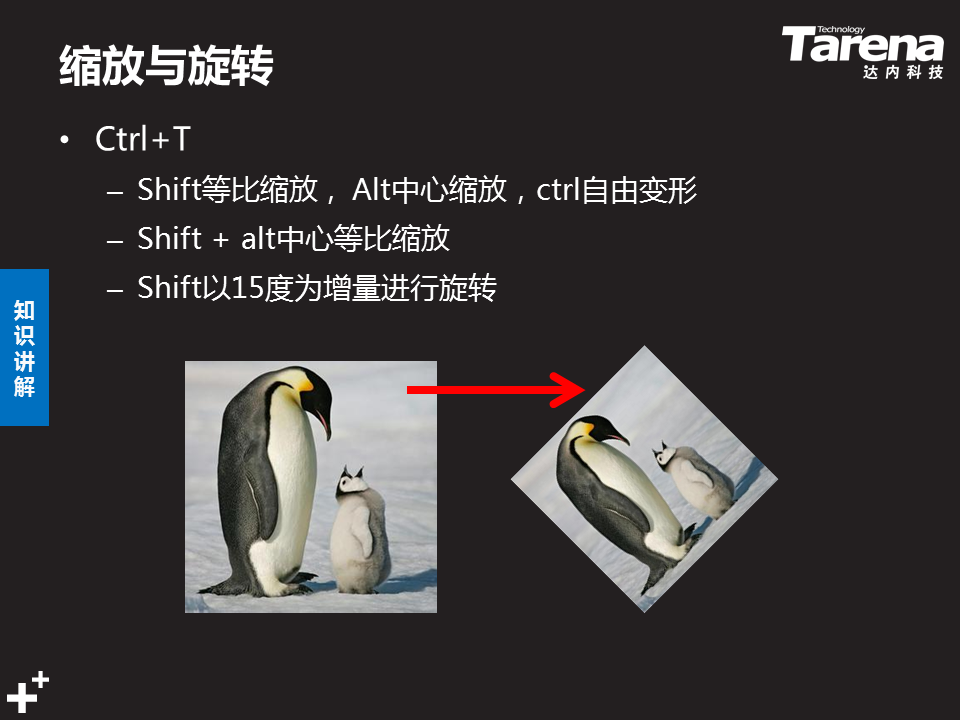 缩放与旋转
Technology
Tarena
达内科技
• Ctrl+T
– Shift等比缩放， Alt中心缩放，ctrl自由变形
– Shift + alt中心等比缩放
– Shift以15度为增量进行旋转
知识讲解